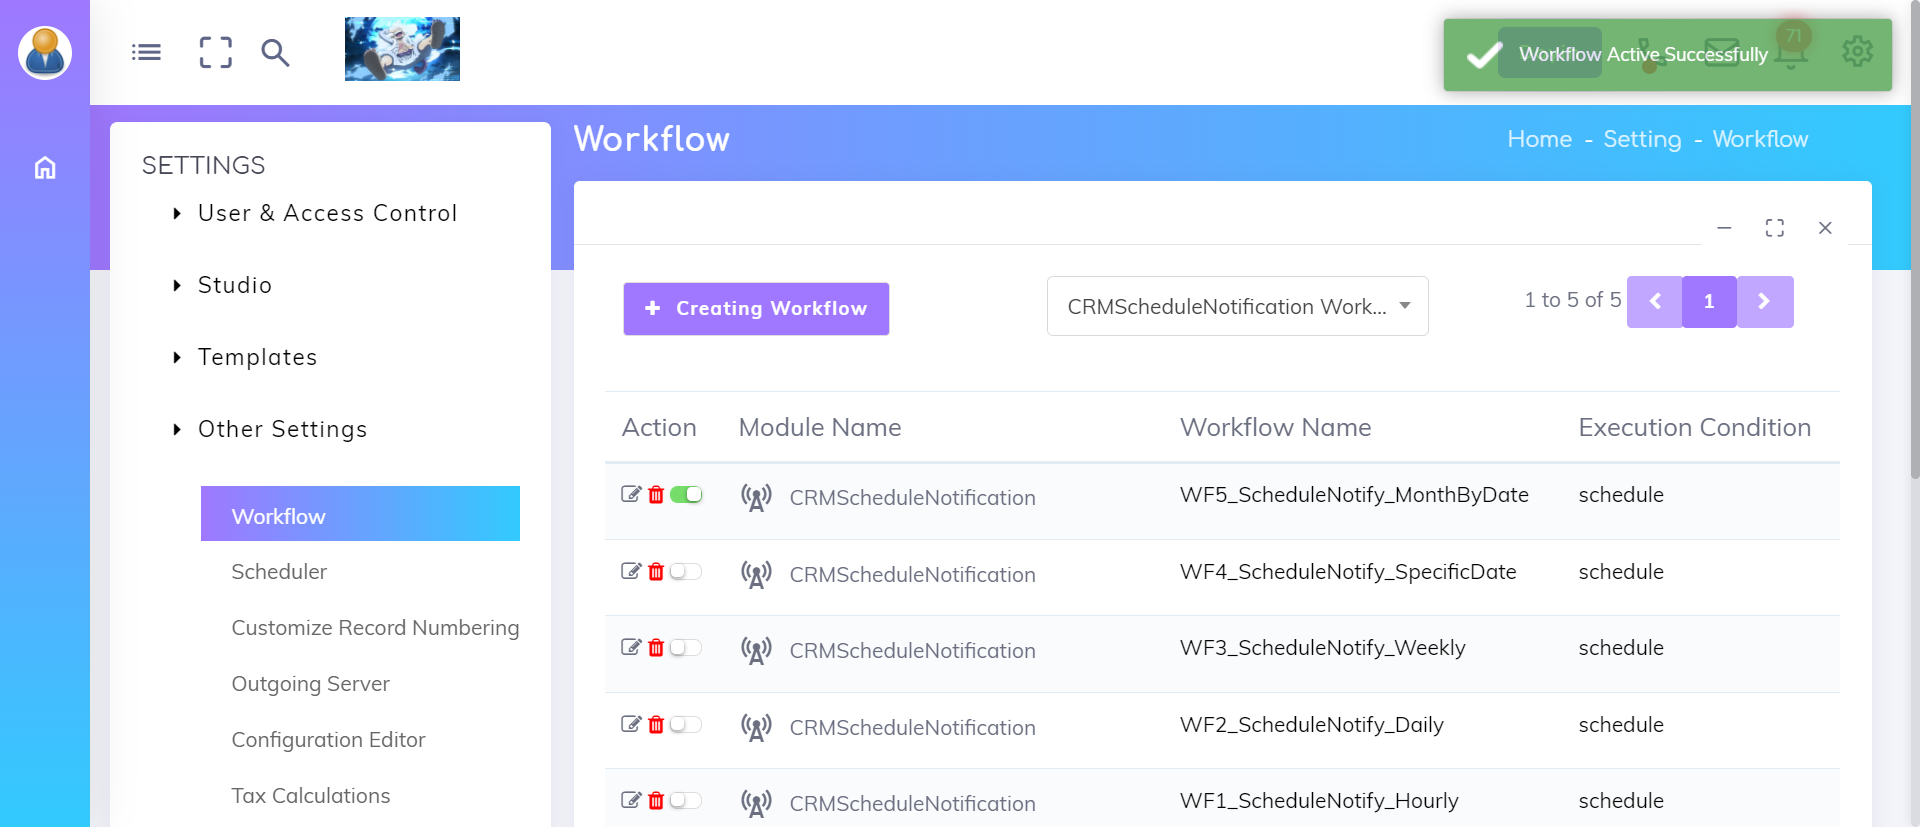 71
Workflow Active Successfully
SETTINGS
User & Access Control
Studio
Templates
Other Settings
Workflow
Scheduler
Customize Record Numbering
Outgoing Server
Configuration Editor
Tax Calculations
Workflow
Home - Setting - Workflow
+ Creating Workflow
CRMScheduleNotification Work...
1 to 5 of 5
1
Action Module Name Workflow Name Execution Condition
CRMScheduleNotification WF5_ScheduleNotify_MonthByDate schedule
CRMScheduleNotification WF4_ScheduleNotify_SpecificDate schedule
CRMScheduleNotification WF3_ScheduleNotify_Weekly schedule
CRMScheduleNotification WF2_ScheduleNotify_Daily schedule
CRMScheduleNotification WF1_ScheduleNotify_Hourly schedule